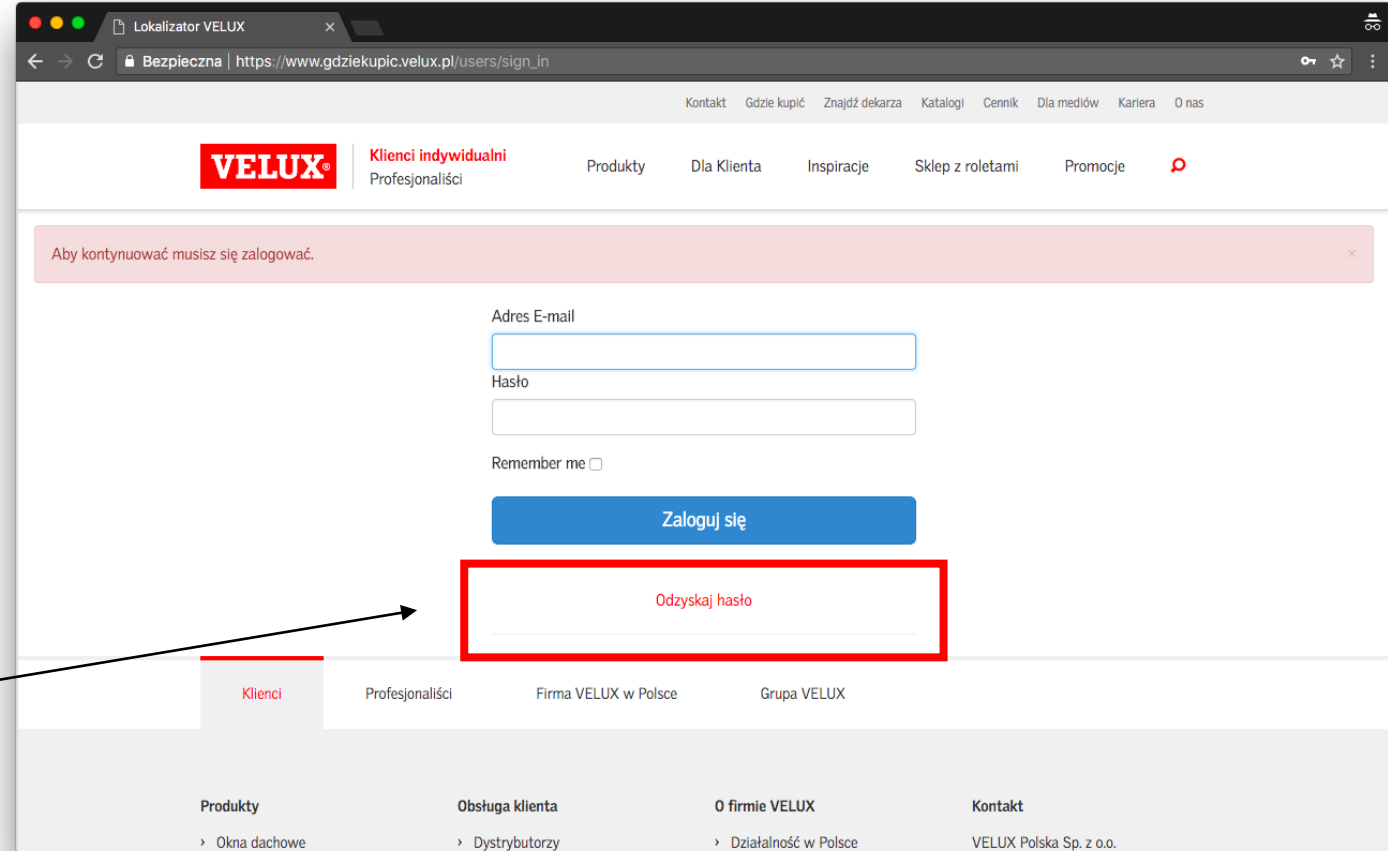 Lokalizator VELUX
Bezpieczna | https://www.gdziekupic.velux.pl/users/sign_in
Kontakt Gdzie kupić Znajdź dekarza Katalogi Cennik Dla mediów Kariera O nas
VELUX®
Klienci indywidualni
Profesjonaliści
Produkty Dla Klienta Inspiracje Sklep z roletami Promocje
Aby kontynuować musisz się zalogować.
Adres E-mail
Hasło
Remember me
Zaloguj się
Odzyskaj hasło
Klienci Profesjonaliści Firma VELUX w Polsce Grupa VELUX
Produkty Obsługa klienta O firmie VELUX Kontakt
› Okna dachowe › Dystrybutorzy › Działalność w Polsce VELUX Polska Sp. z o.o.